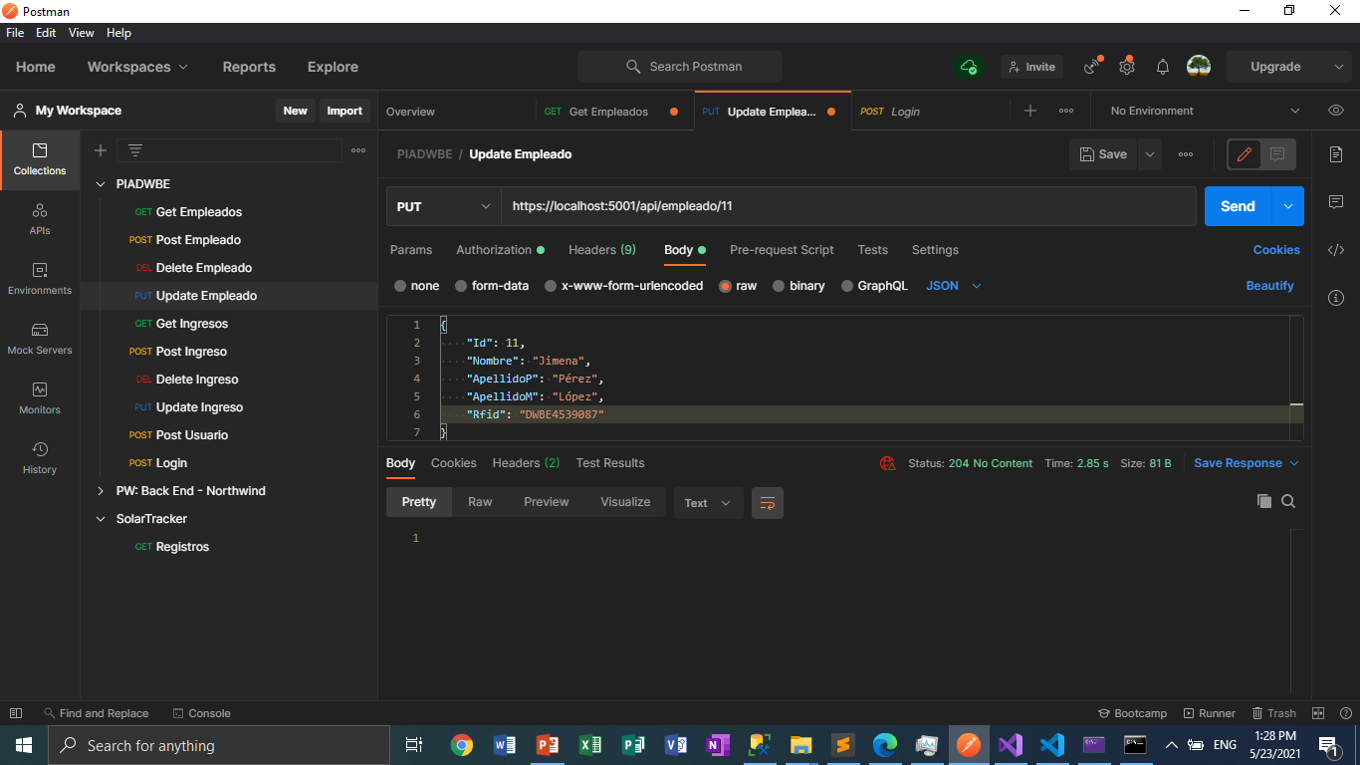 Postman
File Edit View Help
Home Workspaces Reports Explore Search Postman Invite Upgrade
My Workspace New Import
Overview GET Get Empleados PUT Update Emplea... POST Login No Environment
Collections
APIs
Environments
Mock Servers
Monitors
History
PIADWBE
GET Get Empleados
POST Post Empleado
DEL Delete Empleado
PUT Update Empleado
GET Get Ingresos
POST Post Ingreso
DEL Delete Ingreso
PUT Update Ingreso
POST Post Usuario
POST Login
PW: Back End - Northwind
SolarTracker
GET Registros
PIADWBE / Update Empleado Save
PUT https://localhost:5001/api/empleado/11 Send
Params Authorization Headers (9) Body Pre-request Script Tests Settings Cookies
none form-data x-www-form-urlencoded raw binary GraphQL JSON Beautify
1 {
2 "Id": 11,
3 "Nombre": "Jimena",
4 "ApellidoP": "Pérez",
5 "ApellidoM": "López",
6 "Rfid": "DWBE4539087"
7 }
Body Cookies Headers (2) Test Results Status: 204 No Content Time: 2.85 s Size: 81 B Save Response
Pretty Raw Preview Visualize Text
1
Find and Replace Console Bootcamp Runner Trash
Search for anything
ENG
1:28 PM
5/23/2021
1